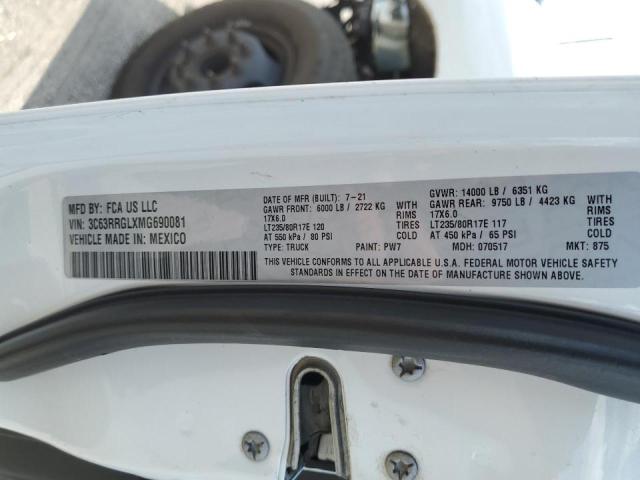 MFD BY: FCA US LLC
VIN: 3C63RRGLXMG690081
VEHICLE MADE IN: MEXICO
DATE OF MFR (BUILT): 7-21
GAWR FRONT: 6000 LB / 2722 KG WITH
17X6.0 RIMS
LT235/80R17E 120 TIRES
AT 550 kPa / 80 PSI COLD
TYPE: TRUCK PAINT: PW7
GVWR: 14000 LB / 6351 KG
GAWR REAR: 9750 LB / 4423 KG WITH
17X6.0 RIMS
LT235/80R17E 117 TIRES
AT 450 kPa / 65 PSI COLD
MDH: 070517 MKT: 875
THIS VEHICLE CONFORMS TO ALL APPLICABLE U.S.A. FEDERAL MOTOR VEHICLE SAFETY
STANDARDS IN EFFECT ON THE DATE OF MANUFACTURE SHOWN ABOVE.